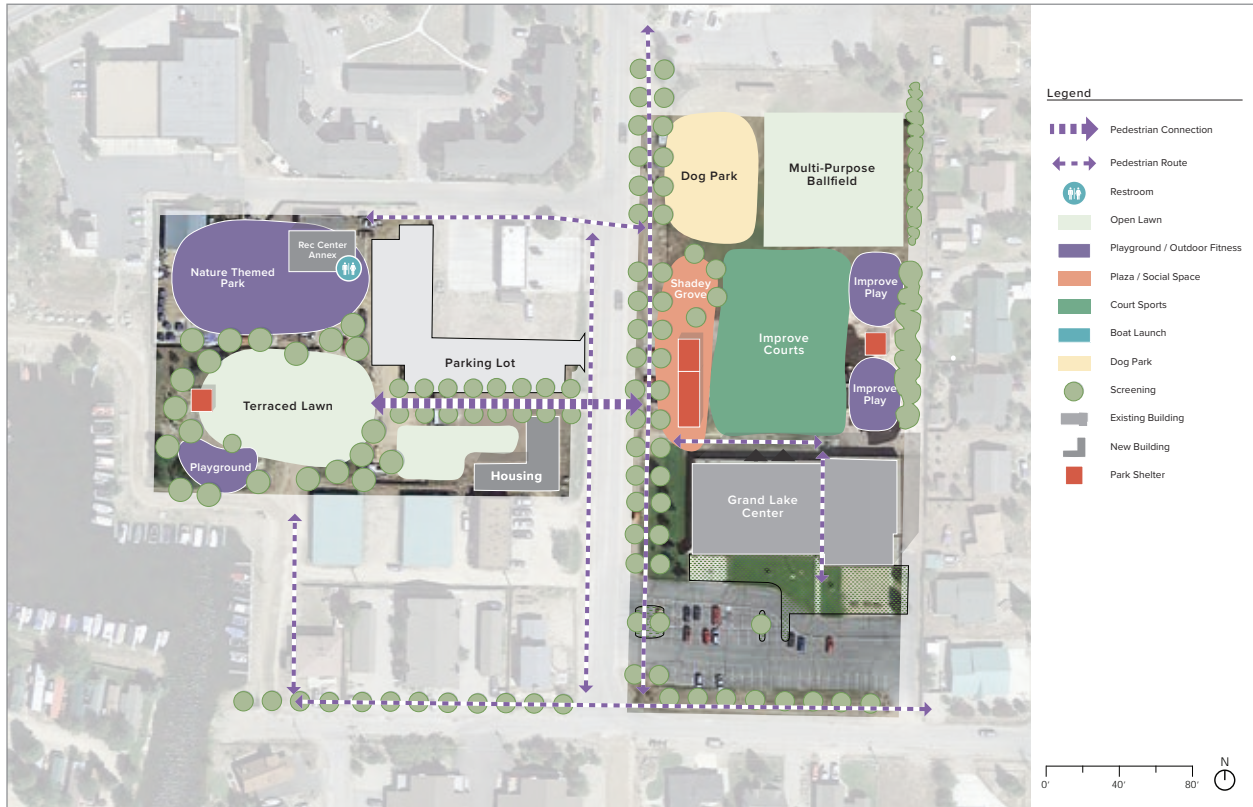 Dog Park
Multi-Purpose
Ballfield
Rec Center
Annex
Nature Themed
Park
Shadey
Grove
Improve
Play
Improve
Courts
Parking Lot
Improve
Play
Terraced Lawn
Playground
Housing
Grand Lake
Center
Legend
Pedestrian Connection
Pedestrian Route
Restroom
Open Lawn
Playground / Outdoor Fitness
Plaza / Social Space
Court Sports
Boat Launch
Dog Park
Screening
Existing Building
New Building
Park Shelter
0' 40' 80'
N